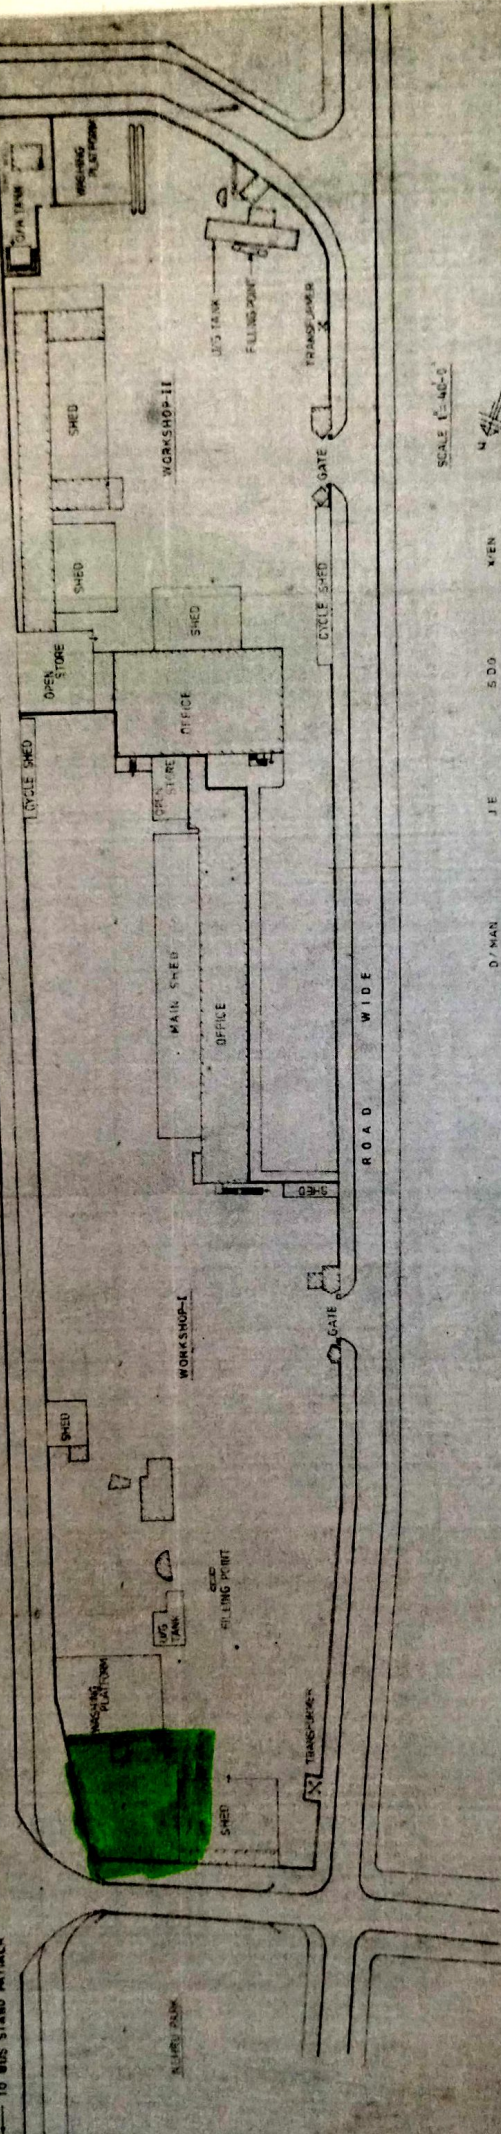 WASHING
PLATFORM
U/G TANK
FILLING POINT
TRANSFORMER
SCALE 1"=40'-0"
N
SHED
WORKSHOP-II
GATE
SHED
CYCLE SHED
SHED
OPEN
STORE
OFFICE
X/EN
S D O
J E
D/MAN
CYCLE SHED
OPEN
STORE
MAIN SHED
OFFICE
ROAD WIDE
SHED
WORKSHOP-I
GATE
SHED
U/G
TANK
FILLING POINT
WASHING
PLATFORM
TRANSFORMER
SHED
NEHRU PARK
TO BUS STAND